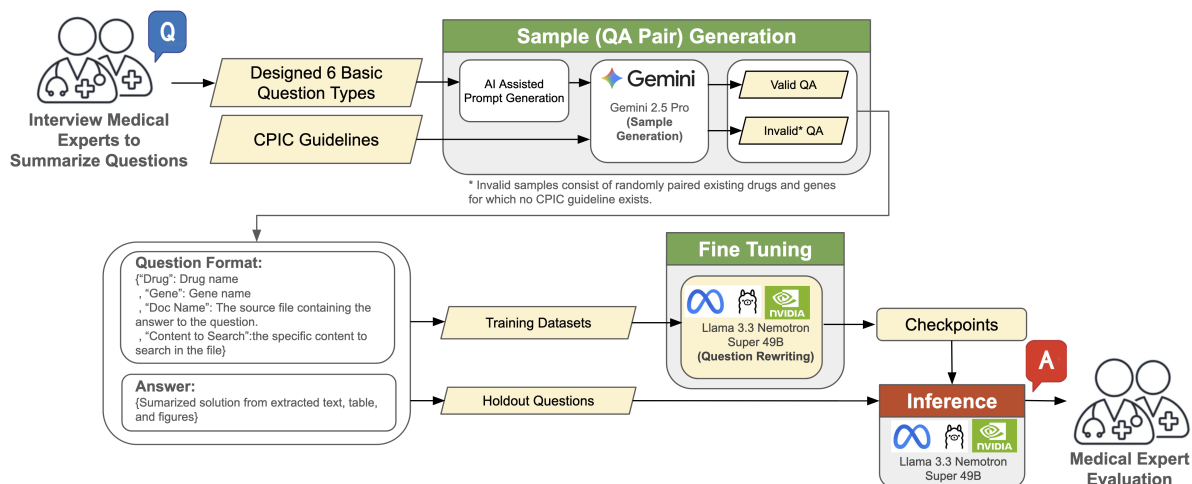 Q
Interview Medical
Experts to
Summarize Questions
Designed 6 Basic
Question Types
CPIC Guidelines
Sample (QA Pair) Generation
AI Assisted
Prompt Generation
Gemini
Gemini 2.5 Pro
(Sample
Generation)
Valid QA
Invalid* QA
* Invalid samples consist of randomly paired existing drugs and genes
for which no CPIC guideline exists.
Question Format:
{“Drug”: Drug name
, “Gene”: Gene name
, “Doc Name”: The source file containing the
answer to the question.
, “Content to Search”:the specific content to
search in the file}
Answer:
{Sumarized solution from extracted text, table,
and figures}
Training Datasets
Holdout Questions
Fine Tuning
NVIDIA
Llama 3.3 Nemotron
Super 49B
(Question Rewriting)
Checkpoints
A
Inference
NVIDIA
Llama 3.3 Nemotron
Super 49B
Medical Expert
Evaluation